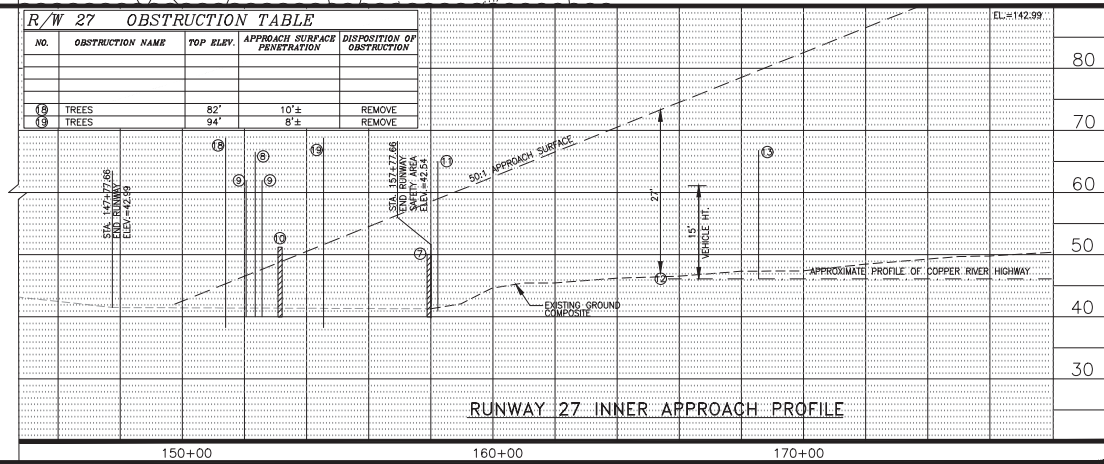 R/W 27 OBSTRUCTION TABLE
NO. OBSTRUCTION NAME TOP ELEV. APPROACH SURFACE PENETRATION DISPOSITION OF OBSTRUCTION
18 TREES 82' 10'± REMOVE
19 TREES 94' 8'± REMOVE
EL.=142.99
80
70
60
50
40
30
STA. 147+77.66
END RUNWAY
ELEV.=42.99
18
8
9
9
10
19
STA. 157+77.66
END RUNWAY
SAFETY AREA
ELEV.=42.54
11
7
50:1 APPROACH SURFACE
27'
15'
VEHICLE HT.
12
13
APPROXIMATE PROFILE OF COPPER RIVER HIGHWAY
EXISTING GROUND
COMPOSITE
RUNWAY 27 INNER APPROACH PROFILE
150+00
160+00
170+00